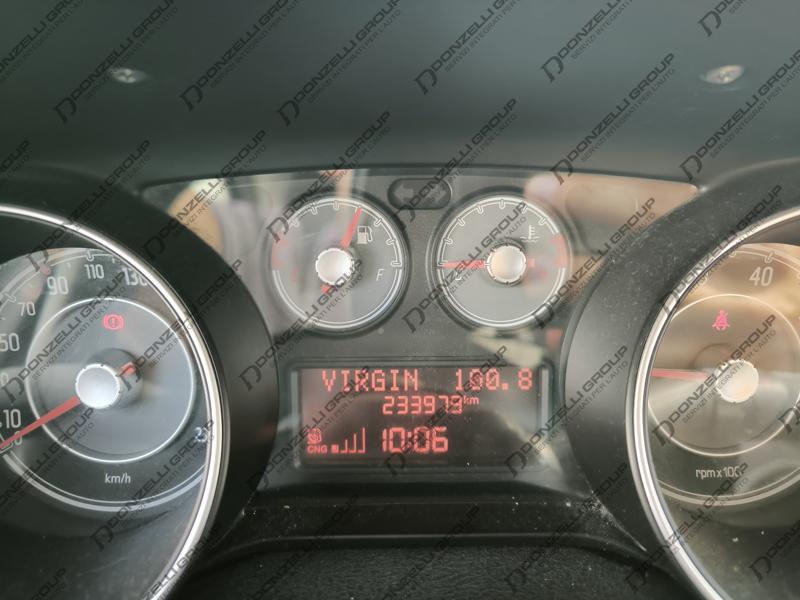 DONZELLI GROUP
SERVIZI INTEGRATI PER L'AUTO
70
90
110
130
50
10
km/h
F
VIRGIN 100.8
233979 km
CNG
10:06
40
rpm x 100